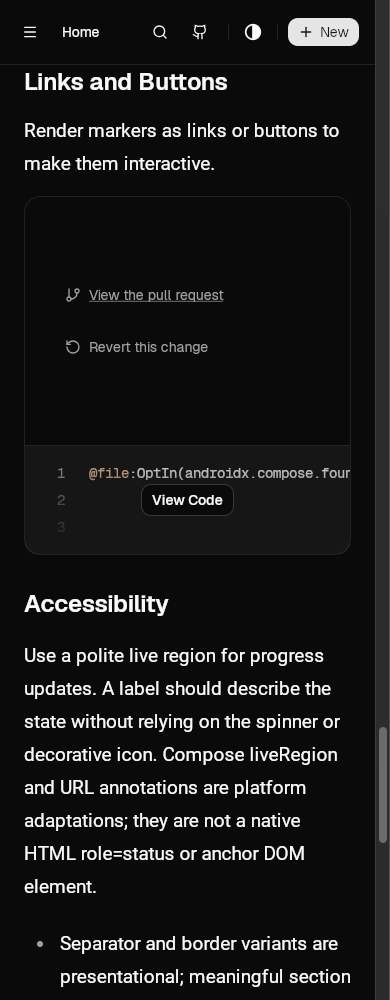 Home
New
Links and Buttons
Render markers as links or buttons to
make them interactive.
View the pull request
Revert this change
1 @file:OptIn(androidx.compose.four
2
View Code
3
Accessibility
Use a polite live region for progress
updates. A label should describe the
state without relying on the spinner or
decorative icon. Compose liveRegion
and URL annotations are platform
adaptations; they are not a native
HTML role=status or anchor DOM
element.
• Separator and border variants are
presentational; meaningful section